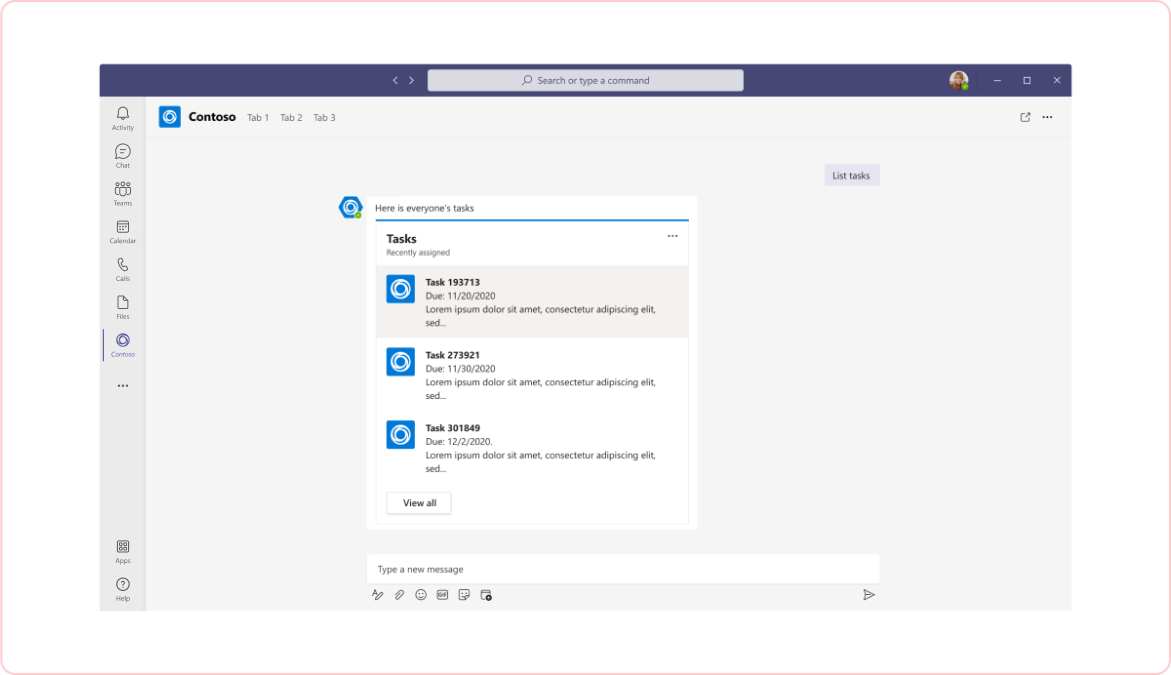 Search or type a command
Activity
Chat
Teams
Calendar
Calls
Files
Contoso
Apps
Help
Contoso Tab 1 Tab 2 Tab 3
List tasks
Here is everyone's tasks
Tasks
Recently assigned
Task 193713
Due: 11/20/2020
Lorem ipsum dolor sit amet, consectetur adipiscing elit,
sed...
Task 273921
Due: 11/30/2020
Lorem ipsum dolor sit amet, consectetur adipiscing elit,
sed...
Task 301849
Due: 12/2/2020.
Lorem ipsum dolor sit amet, consectetur adipiscing elit,
sed...
View all
Type a new message
GIF